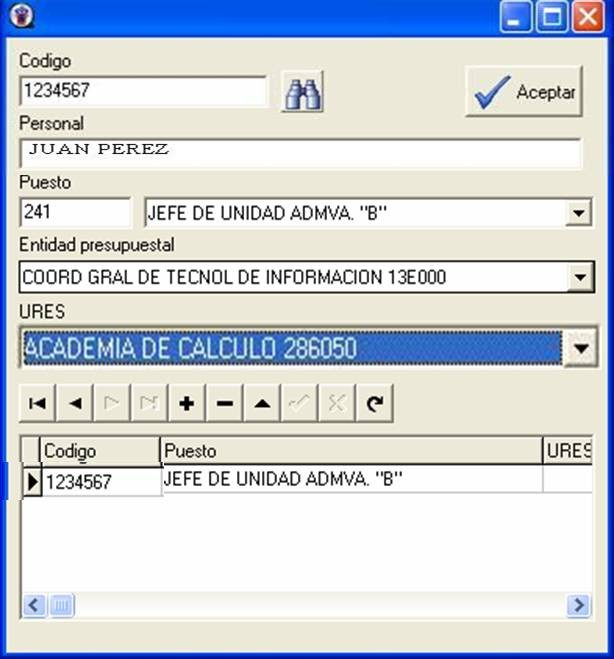 Codigo
1234567
Aceptar
Personal
JUAN PEREZ
Puesto
241 JEFE DE UNIDAD ADMVA. "B"
Entidad presupuestal
COORD GRAL DE TECNOL DE INFORMACION 13E000
URES
ACADEMIA DE CALCULO 286050
Codigo Puesto URES
1234567 JEFE DE UNIDAD ADMVA. "B"